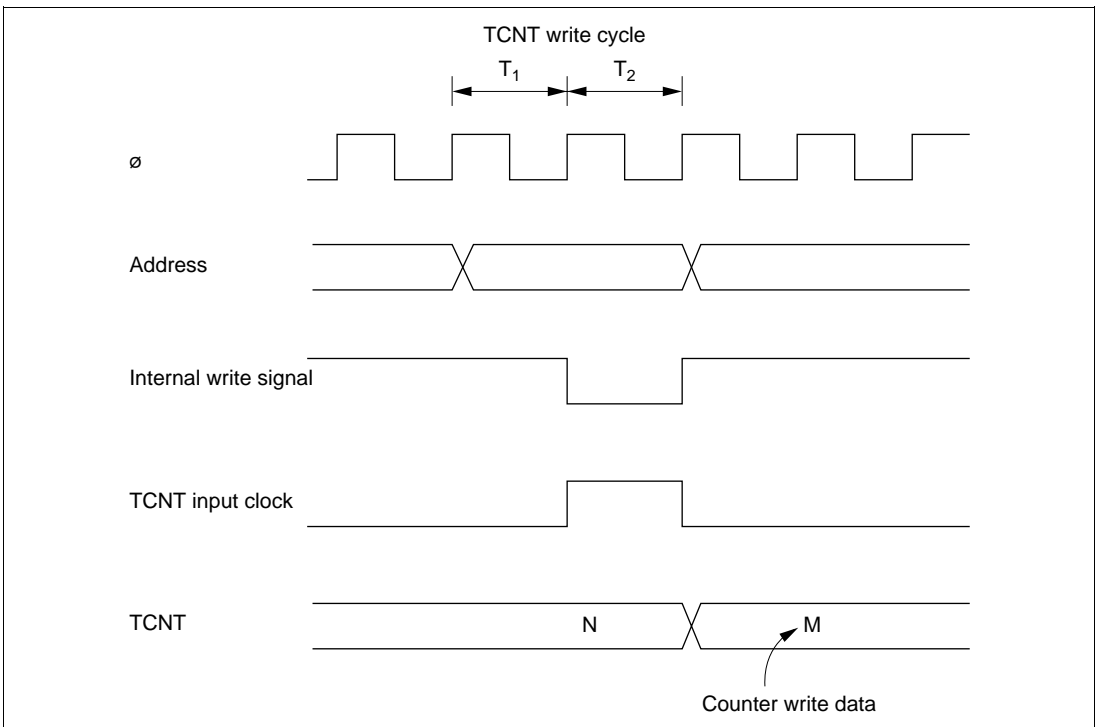 TCNT write cycle
T1 T2
ø
Address
Internal write signal
TCNT input clock
TCNT N M
Counter write data